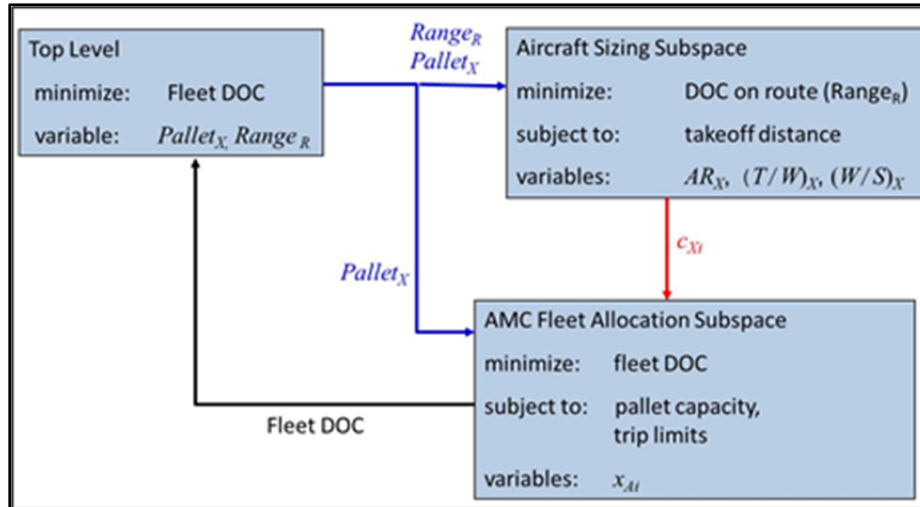 Top Level
minimize: Fleet DOC
variable: Pallet_X, Range_R
Range_R
Pallet_X
Aircraft Sizing Subspace
minimize: DOC on route (Range_R)
subject to: takeoff distance
variables: AR_X, (T/W)_X, (W/S)_X
c_Xi
Pallet_X
AMC Fleet Allocation Subspace
minimize: fleet DOC
subject to: pallet capacity,
trip limits
variables: x_Ai
Fleet DOC